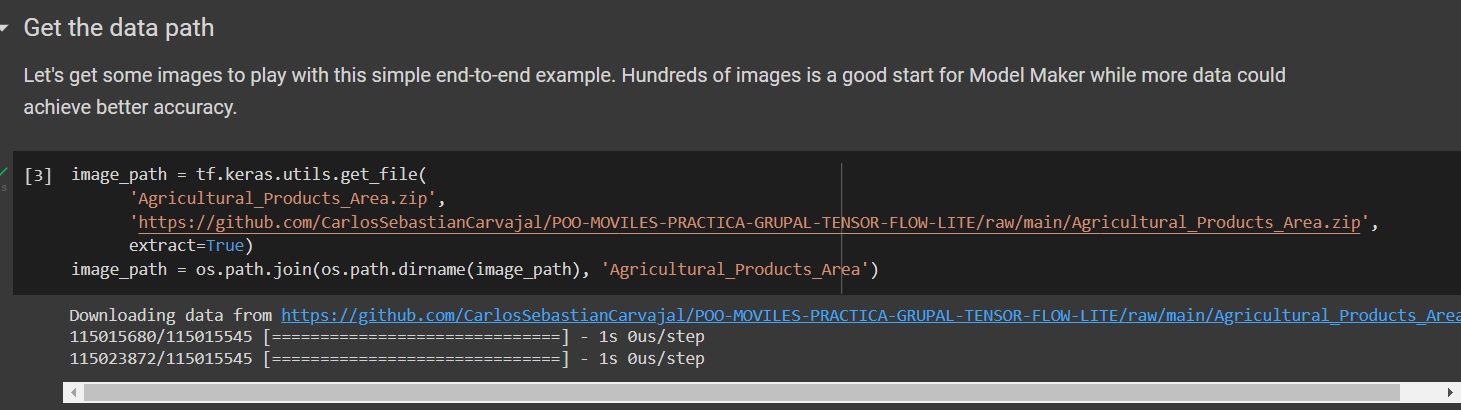 Get the data path
Let's get some images to play with this simple end-to-end example. Hundreds of images is a good start for Model Maker while more data could
achieve better accuracy.
[3] image_path = tf.keras.utils.get_file(
'Agricultural_Products_Area.zip',
'https://github.com/CarlosSebastianCarvajal/POO-MOVILES-PRACTICA-GRUPAL-TENSOR-FLOW-LITE/raw/main/Agricultural_Products_Area.zip',
s
extract=True)
image_path = os.path.join(os.path.dirname(image_path), 'Agricultural_Products_Area')
Downloading data from https://github.com/CarlosSebastianCarvajal/POO-MOVILES-PRACTICA-GRUPAL-TENSOR-FLOW-LITE/raw/main/Agricultural_Products_Area
115015680/115015545 [==============================] - 1s 0us/step
115023872/115015545 [==============================] - 1s 0us/step